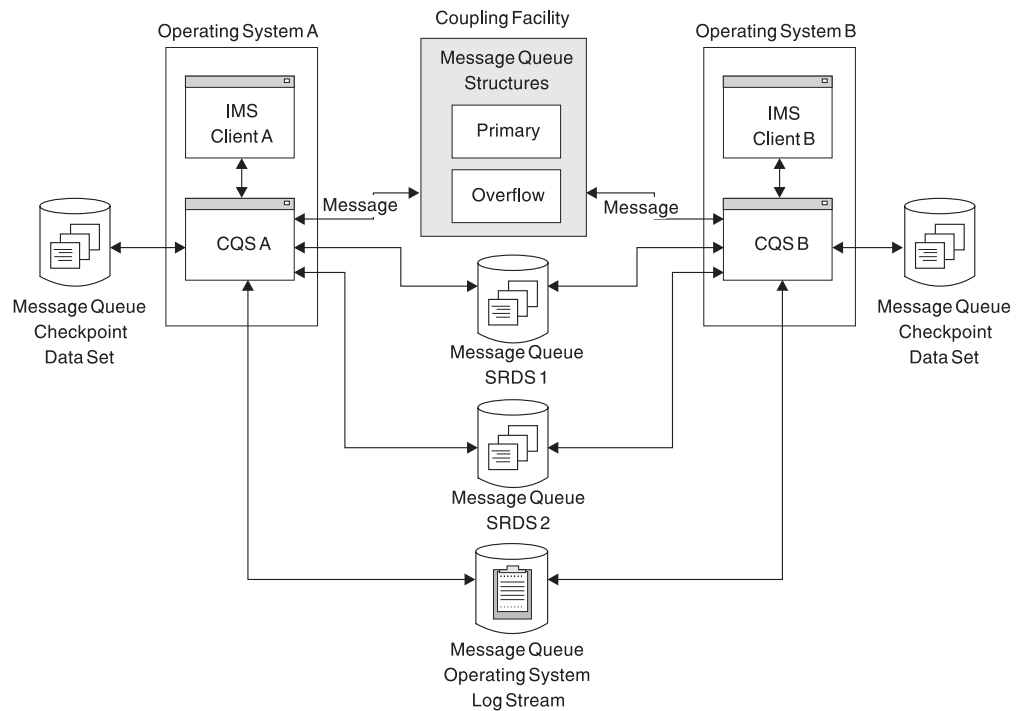 Coupling Facility
Operating System A
Operating System B
Message Queue
Structures
Primary
Overflow
IMS
Client A
IMS
Client B
Message
Message
CQS A
CQS B
Message Queue
Checkpoint
Data Set
Message Queue
Checkpoint
Data Set
Message Queue
SRDS 1
Message Queue
SRDS 2
Message Queue
Operating System
Log Stream